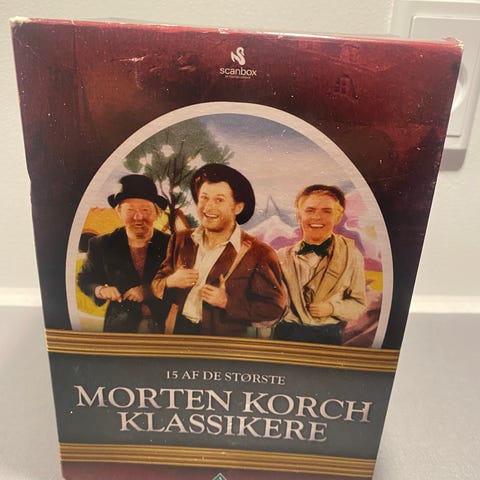 scanbox
15 AF DE STØRSTE
MORTEN KORCH
KLASSIKERE